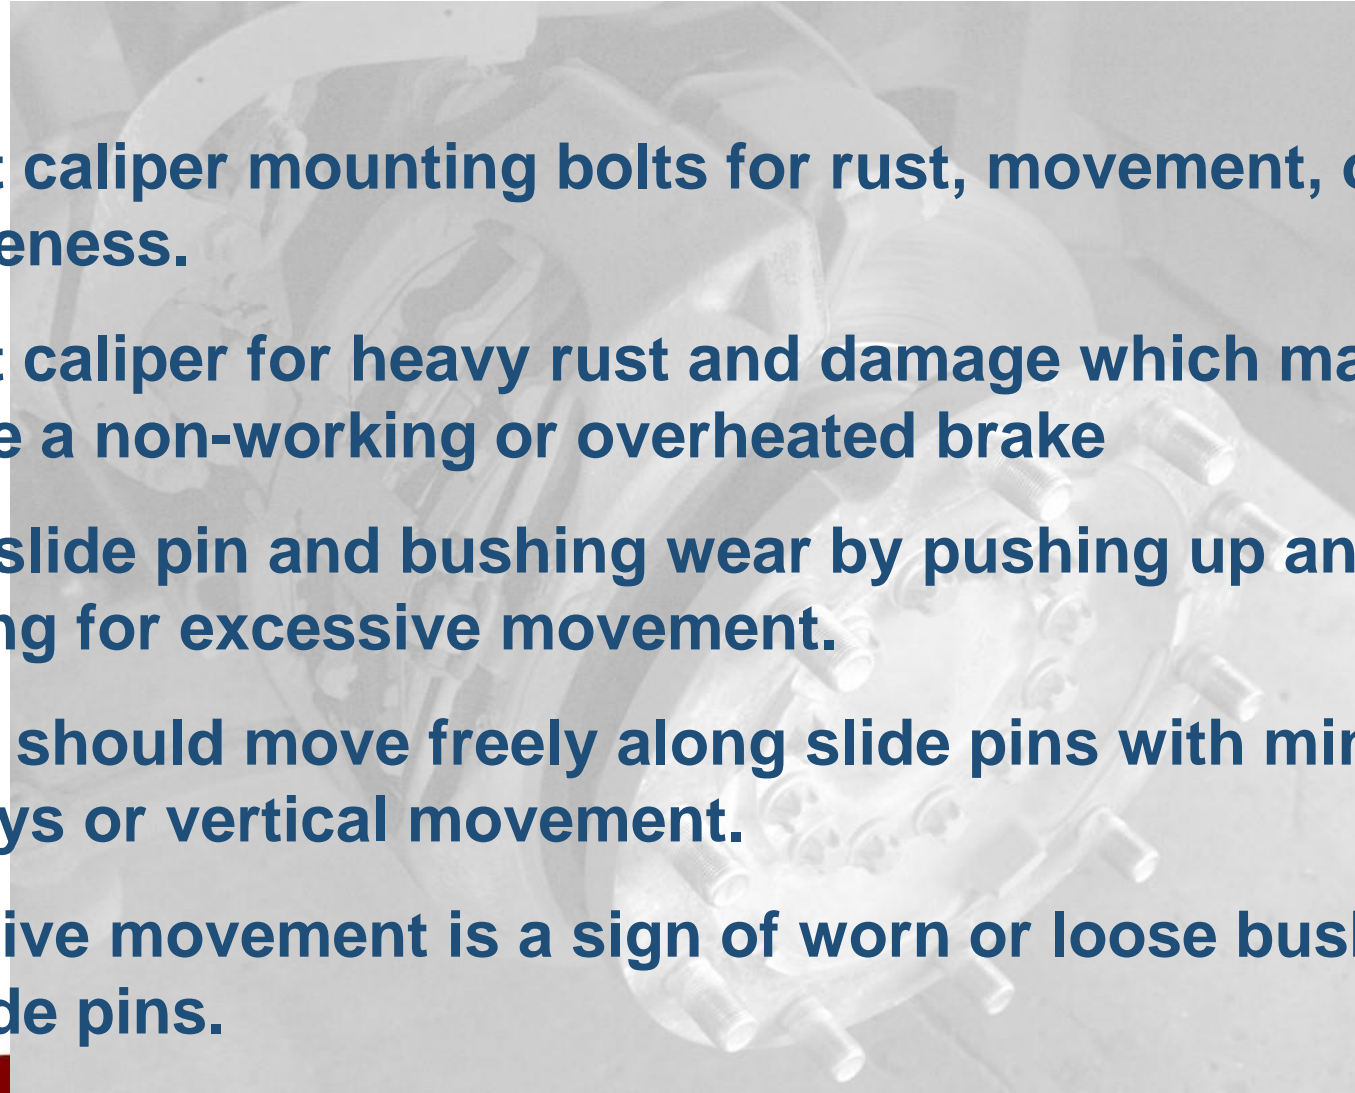 t caliper mounting bolts for rust, movement, o
eness.
t caliper for heavy rust and damage which ma
e a non-working or overheated brake
slide pin and bushing wear by pushing up an
ng for excessive movement.
should move freely along slide pins with min
ys or vertical movement.
ive movement is a sign of worn or loose bush
de pins.